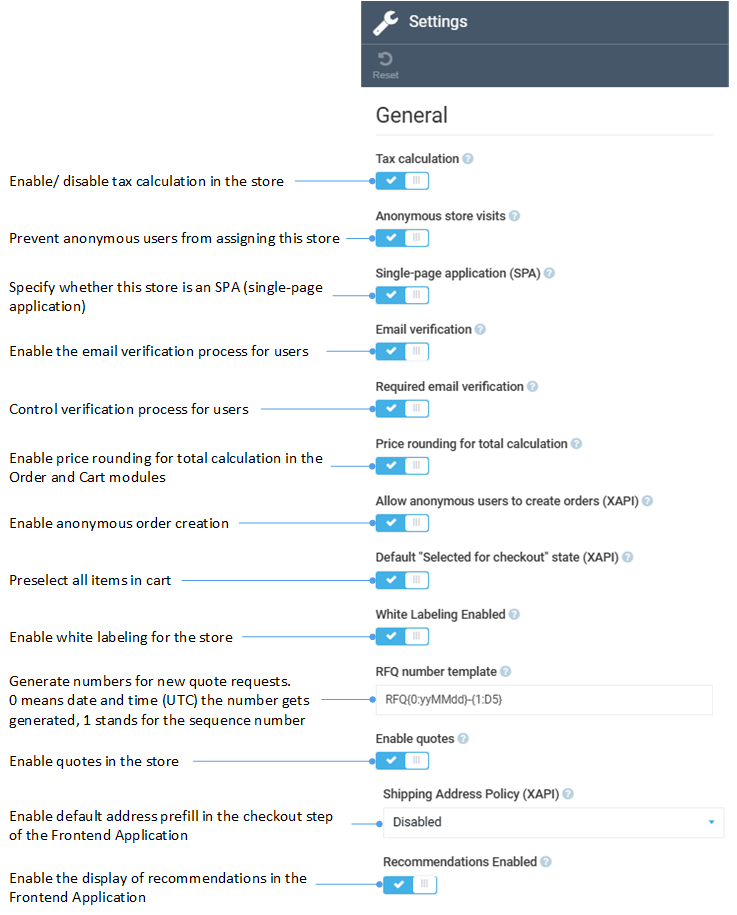 Settings
Reset
General
Tax calculation
Enable/ disable tax calculation in the store
Anonymous store visits
Prevent anonymous users from assigning this store
Single-page application (SPA)
Specify whether this store is an SPA (single-page
application)
Email verification
Enable the email verification process for users
Required email verification
Control verification process for users
Price rounding for total calculation
Enable price rounding for total calculation in the
Order and Cart modules
Allow anonymous users to create orders (XAPI)
Enable anonymous order creation
Default "Selected for checkout" state (XAPI)
Preselect all items in cart
White Labeling Enabled
Enable white labeling for the store
RFQ number template
Generate numbers for new quote requests.
0 means date and time (UTC) the number gets
generated, 1 stands for the sequence number
RFQ{0:yyMMdd}-{1:D5}
Enable quotes
Enable quotes in the store
Shipping Address Policy (XAPI)
Enable default address prefill in the checkout step
of the Frontend Application
Disabled
Recommendations Enabled
Enable the display of recommendations in the
Frontend Application